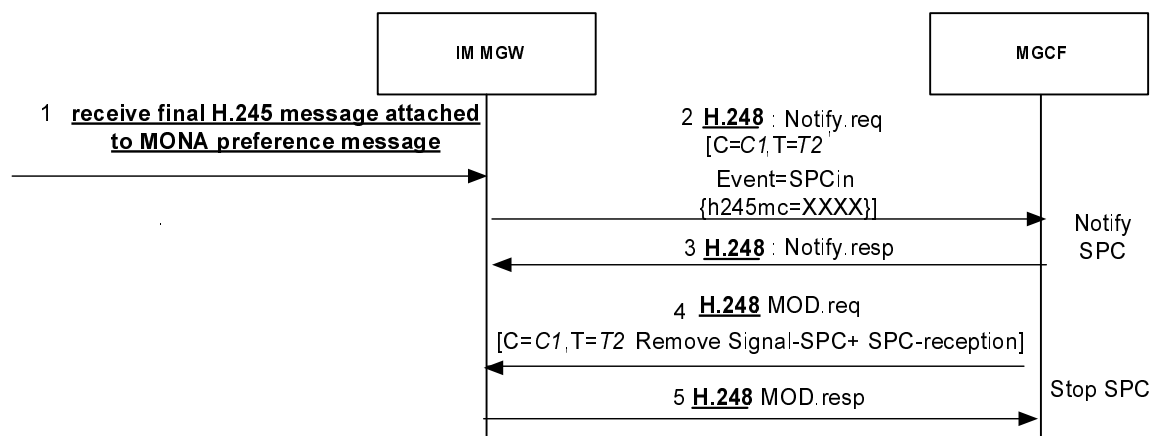 IM MGW
MGCF
1 receive final H.245 message attached
to MONA preference message
2 H.248 : Notify.req
[C=C1,T=T2,
Event=SPCin
{h245mc=XXXX}]
Notify
SPC
3 H.248 : Notify.resp
4 H.248 MOD.req
[C=C1,T=T2 Remove Signal-SPC+ SPC-reception]
Stop SPC
5 H.248 MOD.resp